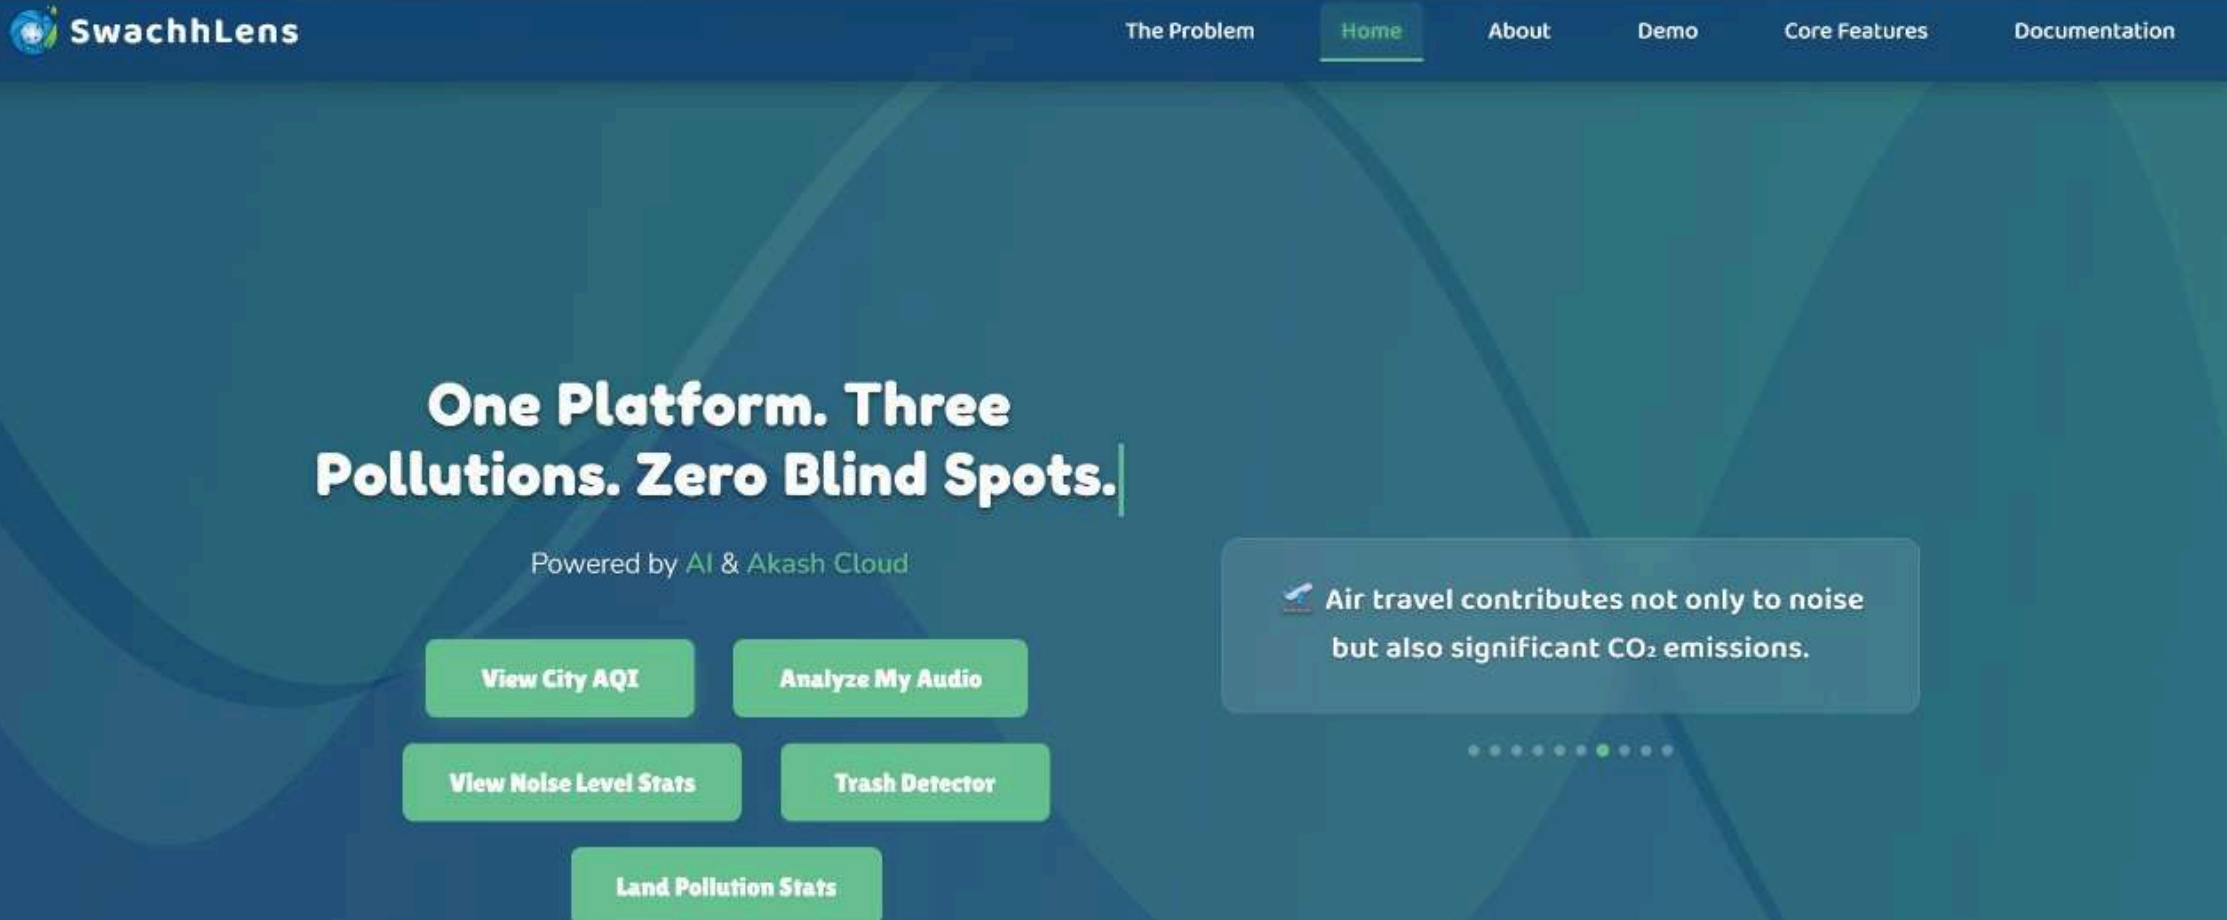 SwachhLens
The Problem
Home
About
Demo
Core Features
Documentation
One Platform. Three
Pollutions. Zero Blind Spots.
Powered by AI & Akash Cloud
View City AQI
Analyze My Audio
View Noise Level Stats
Trash Detector
Land Pollution Stats
Air travel contributes not only to noise
but also significant CO₂ emissions.